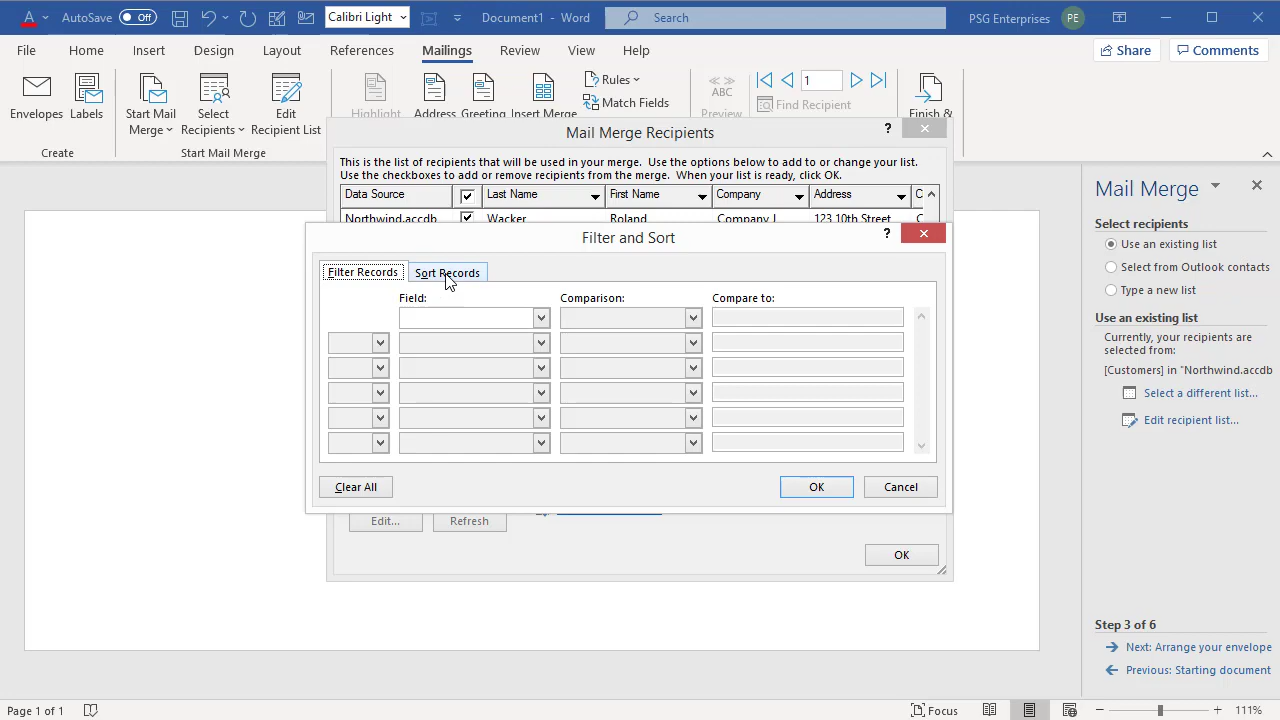 AutoSave Off Calibri Light Document1 - Word Search PSG Enterprises PE
File Home Insert Design Layout References Mailings Review View Help Share Comments
Envelopes Labels Start Mail Merge Select Recipients Edit Recipient List Highlight Address Greeting Insert Merge Rules Match Fields
ABC
Preview
1
Find Recipient
Finish &
Create Start Mail Merge
Mail Merge Recipients ?
This is the list of recipients that will be used in your merge. Use the options below to add to or change your list.
Use the checkboxes to add or remove recipients from the merge. When your list is ready, click OK.
Data Source Last Name First Name Company Address
Northwind.accdb Wacker Roland Company J 123 10th Street
Filter and Sort ?
Filter Records Sort Records
Field: Comparison: Compare to:
Clear All OK Cancel
Edit... Refresh
OK
Mail Merge
Select recipients
Use an existing list
Select from Outlook contacts
Type a new list
Use an existing list
Currently, your recipients are
selected from:
[Customers] in "Northwind.accdb
Select a different list...
Edit recipient list...
Step 3 of 6
Next: Arrange your envelope
Previous: Starting document
Page 1 of 1 Focus 111%